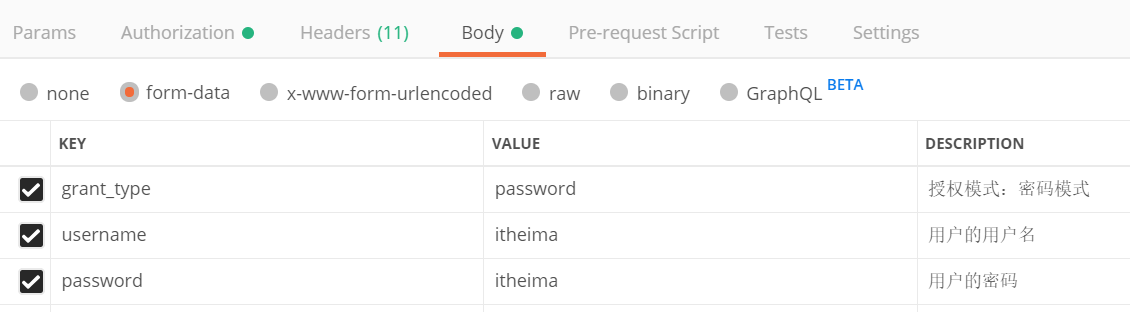 Params Authorization Headers (11) Body Pre-request Script Tests Settings
none form-data x-www-form-urlencoded raw binary GraphQL BETA
KEY VALUE DESCRIPTION
grant_type password 授权模式：密码模式
username itheima 用户的用户名
password itheima 用户的密码